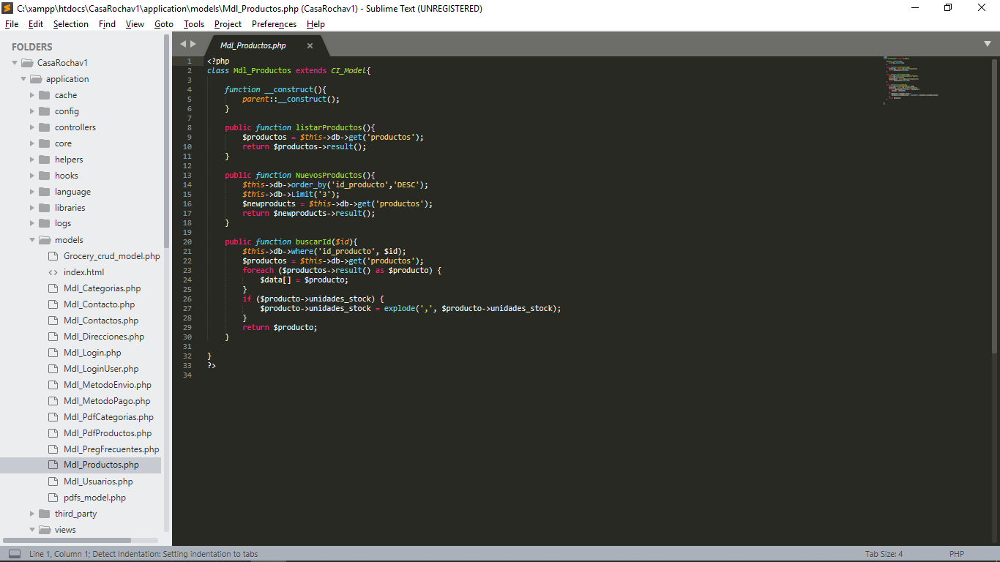 C:\xampp\htdocs\CasaRochav1\application\models\Mdl_Productos.php (CasaRochav1) - Sublime Text (UNREGISTERED)
File Edit Selection Find View Goto Tools Project Preferences Help
FOLDERS
CasaRochav1
application
cache
config
controllers
core
helpers
hooks
language
libraries
logs
models
Grocery_crud_model.php
index.html
Mdl_Categorias.php
Mdl_Contacto.php
Mdl_Contactos.php
Mdl_Direcciones.php
Mdl_Login.php
Mdl_LoginUser.php
Mdl_MetodoEnvio.php
Mdl_MetodoPago.php
Mdl_PdfCategorias.php
Mdl_PdfProductos.php
Mdl_PregFrecuentes.php
Mdl_Productos.php
Mdl_Usuarios.php
pdfs_model.php
third_party
views
Mdl_Productos.php
1 <?php
2 class Mdl_Productos extends CI_Model{
3
4 function __construct(){
5 parent::__construct();
6 }
7
8 public function listarProductos(){
9 $productos = $this->db->get('productos');
10 return $productos->result();
11 }
12
13 public function NuevosProductos(){
14 $this->db->order_by('id_producto','DESC');
15 $this->db->Limit('3');
16 $newproducts = $this->db->get('productos');
17 return $newproducts->result();
18 }
19
20 public function buscarId($id){
21 $this->db->where('id_producto', $id);
22 $productos = $this->db->get('productos');
23 foreach ($productos->result() as $producto) {
24 $data[] = $producto;
25 }
26 if ($producto->unidades_stock) {
27 $producto->unidades_stock = explode(',', $producto->unidades_stock);
28 }
29 return $producto;
30 }
31
32 }
33 ?>
34
Line 1, Column 1; Detect Indentation: Setting indentation to tabs
Tab Size: 4
PHP